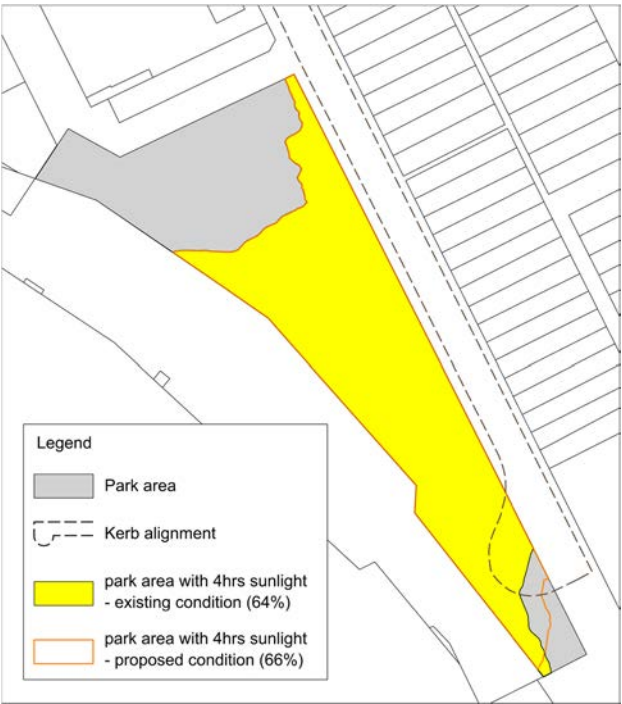 Legend
Park area
Kerb alignment
park area with 4hrs sunlight
- existing condition (64%)
park area with 4hrs sunlight
- proposed condition (66%)